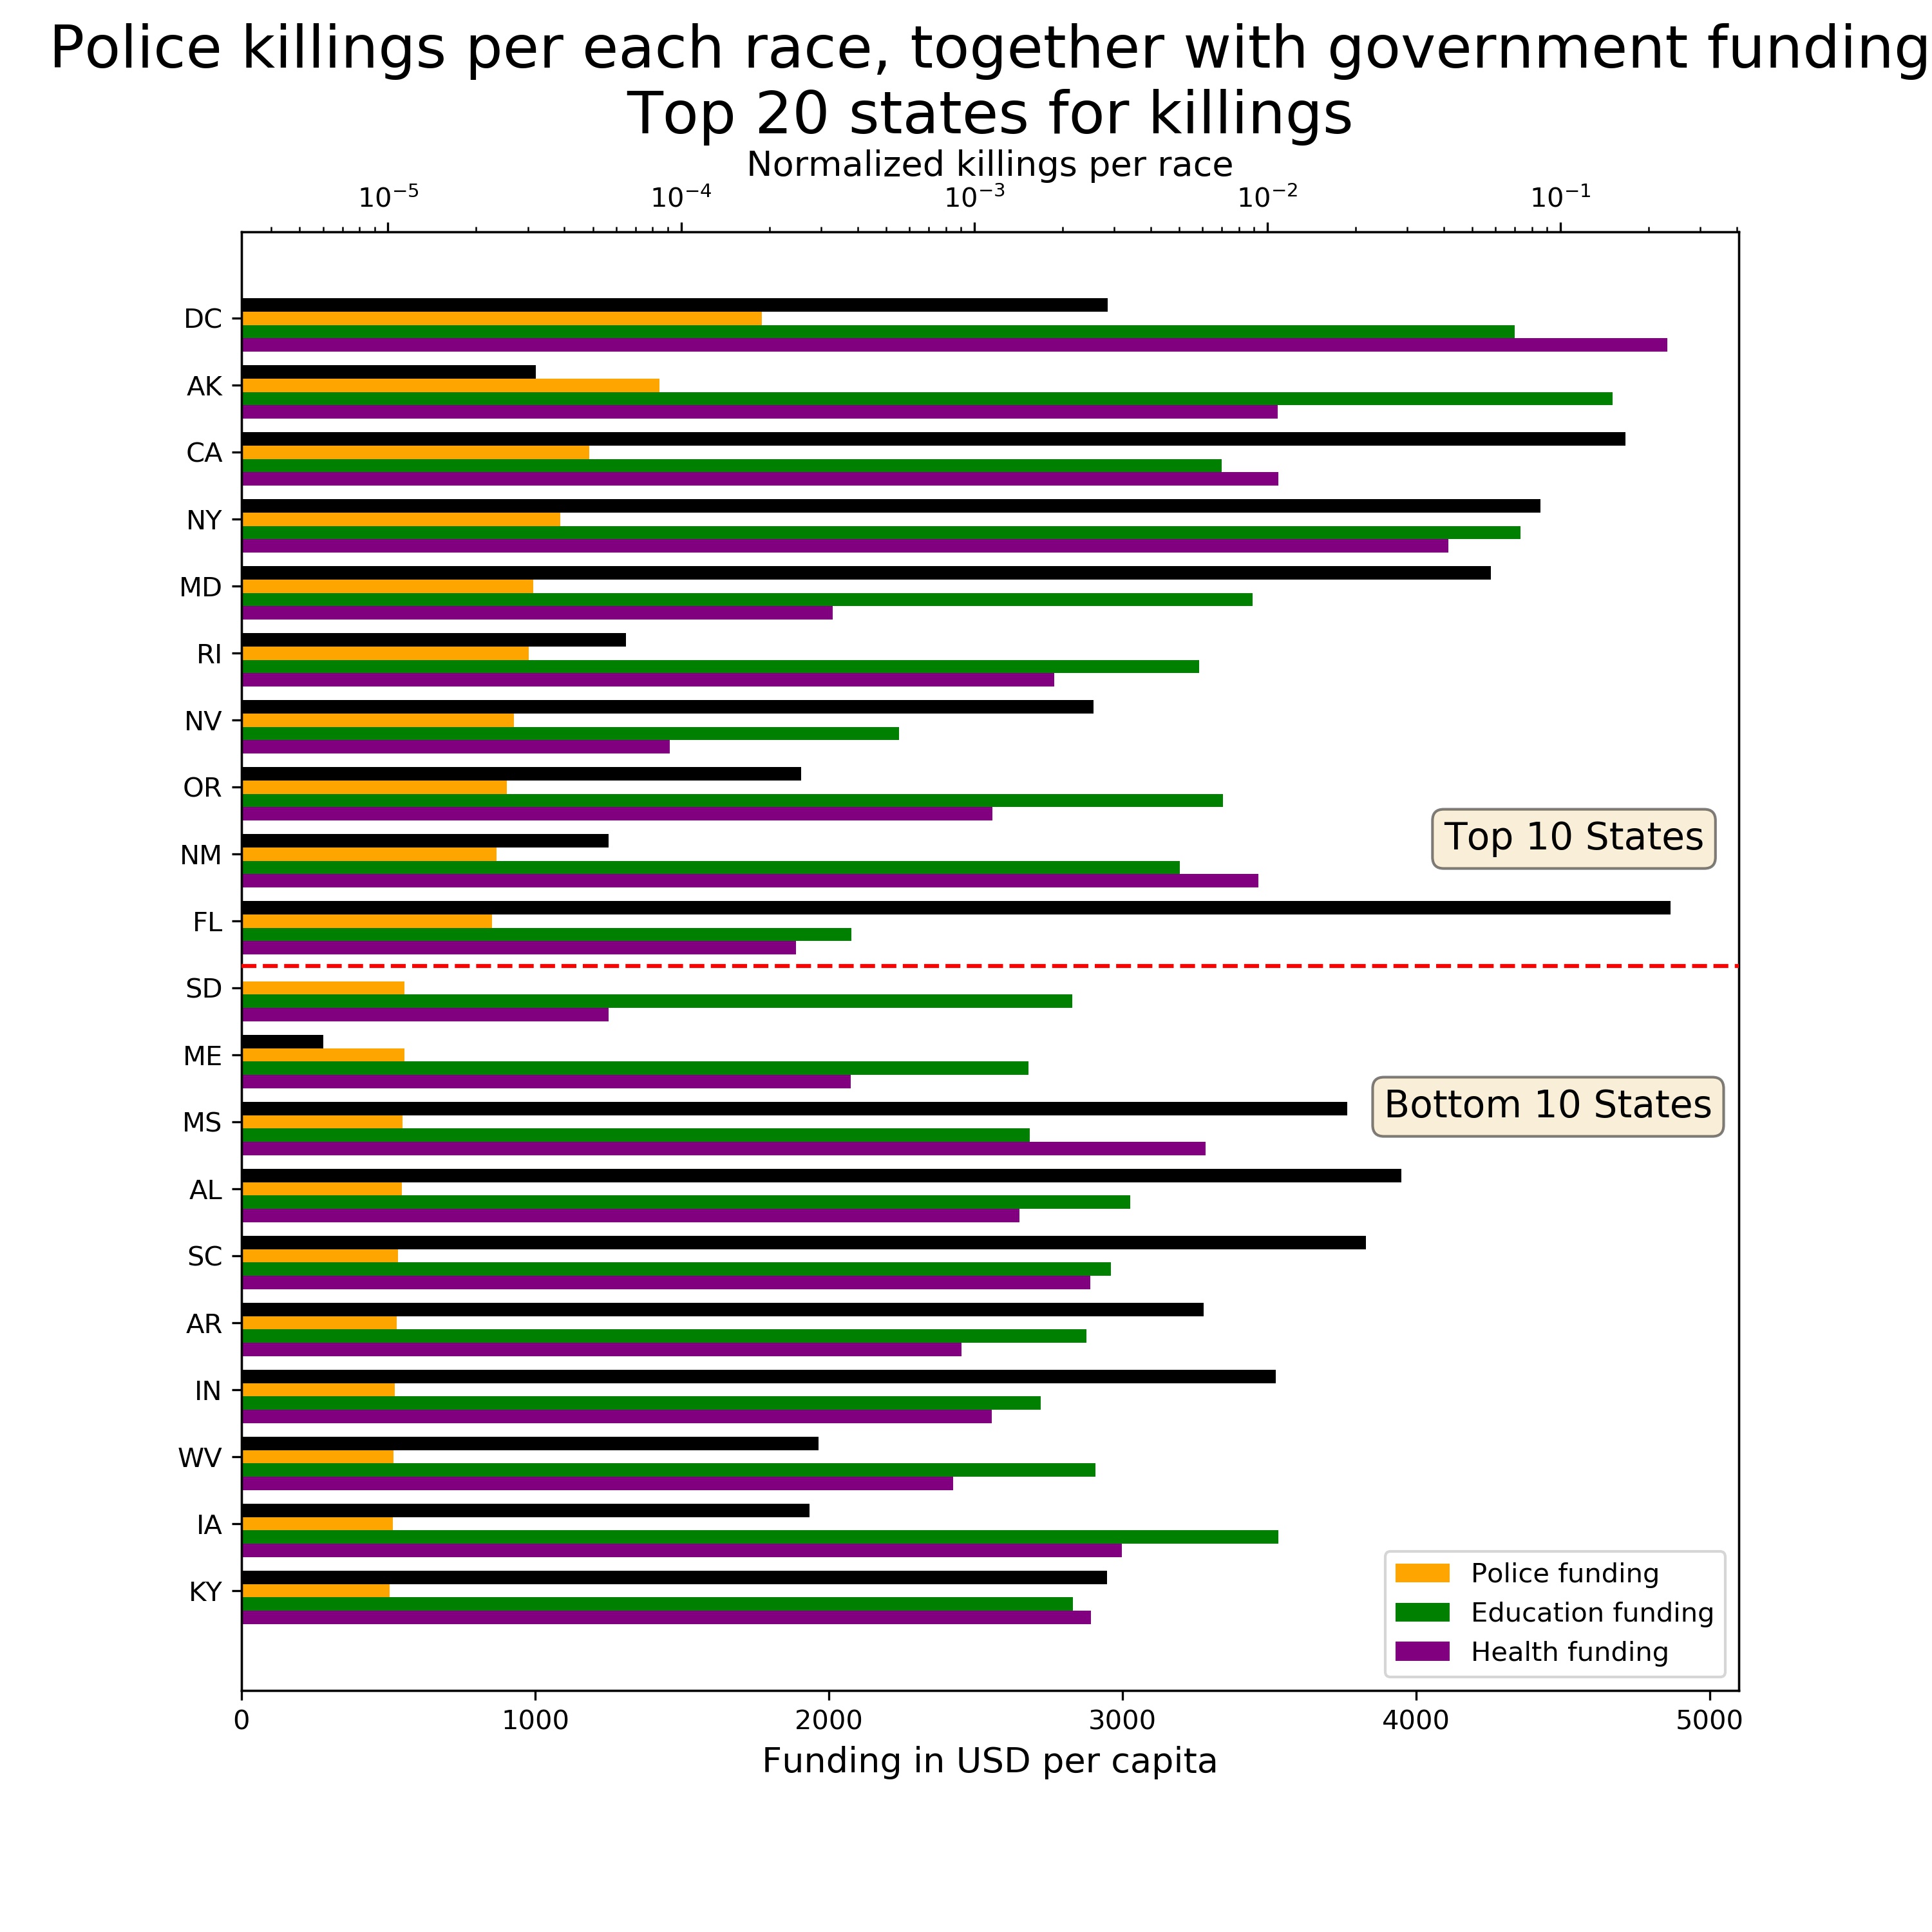 Police killings per each race, together with government funding
Top 20 states for killings
Normalized killings per race
10⁻⁵ 10⁻⁴ 10⁻³ 10⁻² 10⁻¹
DC
AK
CA
NY
MD
RI
NV
OR
NM
Top 10 States
FL
SD
ME
MS
Bottom 10 States
AL
SC
AR
IN
WV
IA
KY
Police funding
Education funding
Health funding
0 1000 2000 3000 4000 5000
Funding in USD per capita